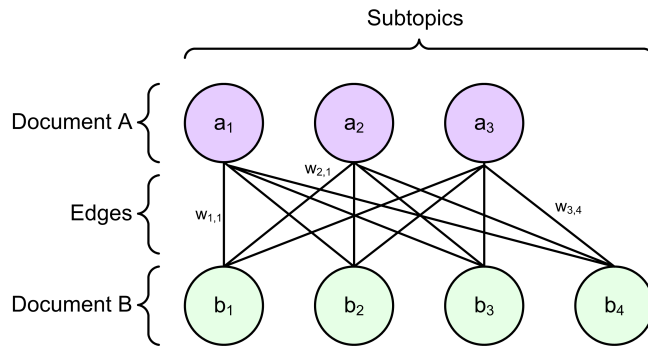 Subtopics
Document A
a1
a2
a3
w2,1
Edges
w1,1
w3,4
Document B
b1
b2
b3
b4